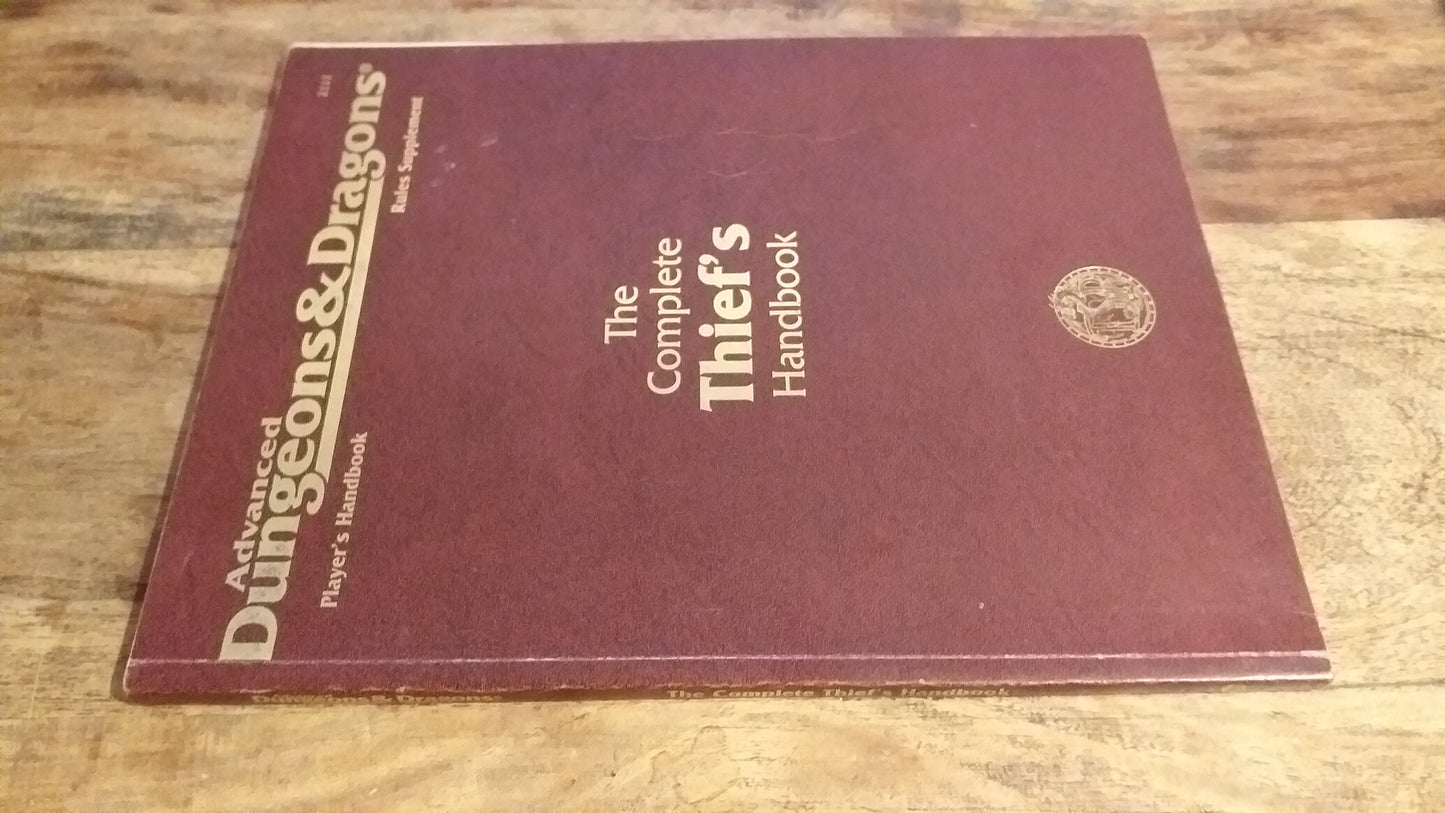 Advanced
Dungeons & Dragons®
Player's Handbook
Rules Supplement
The
Complete
Thief's
Handbook
The Complete Thief's Handbook